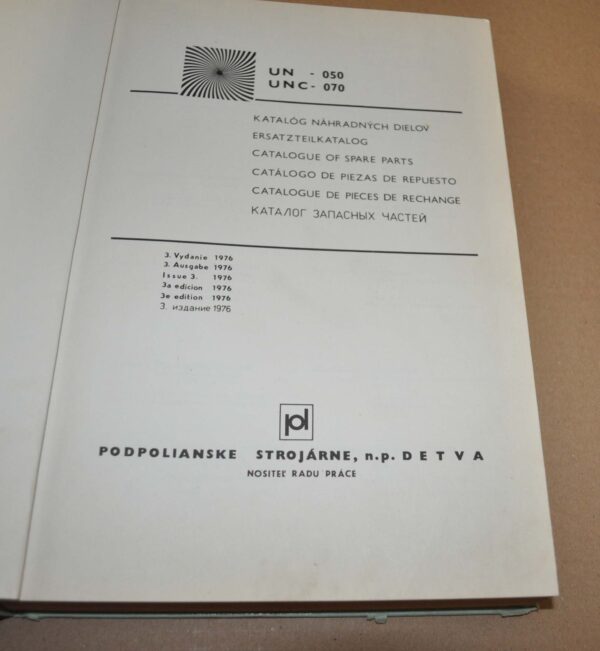 UN - 050
UNC - 070
KATALÓG NÁHRADNÝCH DIELOV
ERSATZTEILKATALOG
CATALOGUE OF SPARE PARTS
CATÁLOGO DE PIEZAS DE REPUESTO
CATALOGUE DE PIECES DE RECHANGE
КАТАЛОГ ЗАПАСНЫХ ЧАСТЕЙ
3. Vydanie 1976
3. Ausgabe 1976
Issue 3. 1976
3a edicion 1976
3e edition 1976
3. издание 1976
pd
PODPOLIANSKE STROJÁRNE, n.p. DETVA
NOSITEĽ RADU PRÁCE